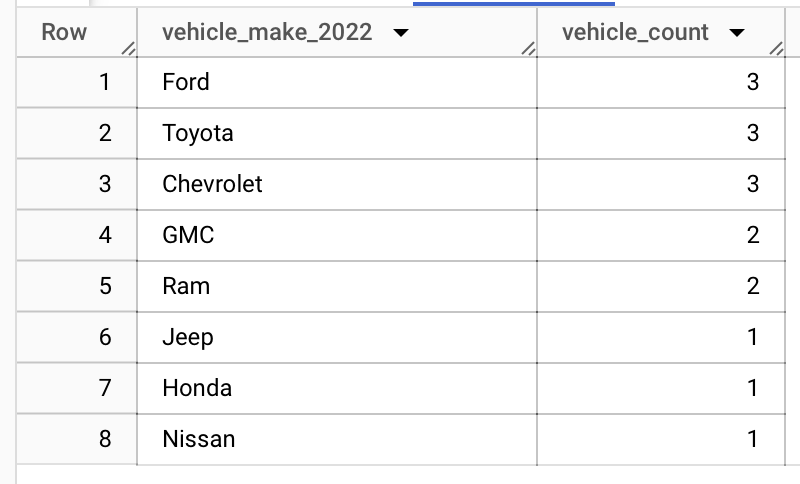 Row vehicle_make_2022 vehicle_count
1 Ford 3
2 Toyota 3
3 Chevrolet 3
4 GMC 2
5 Ram 2
6 Jeep 1
7 Honda 1
8 Nissan 1